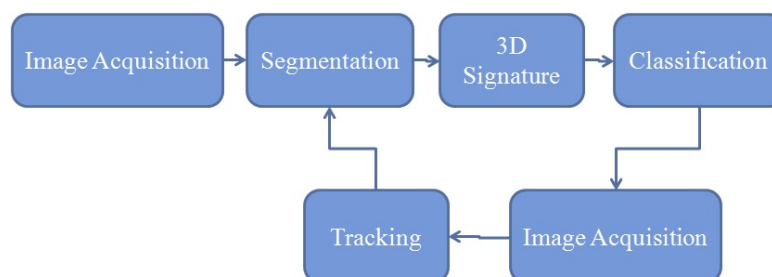 Image Acquisition
Segmentation
3D
Signature
Classification
Tracking
Image Acquisition